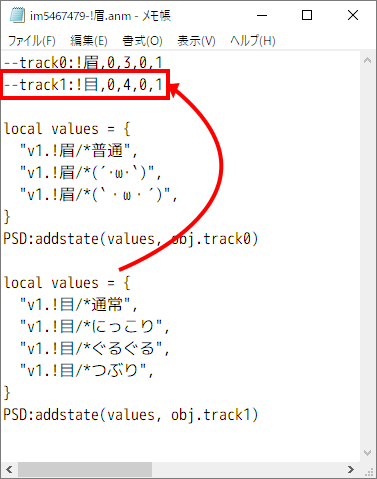 im5467479-!眉.anm - メモ帳
ファイル(F) 編集(E) 書式(O) 表示(V) ヘルプ(H)
--track0:!眉,0,3,0,1
--track1:!目,0,4,0,1
local values = {
"v1.!眉/*普通",
"v1.!眉/*(´･ω･`)",
"v1.!眉/*(｀・ω・´)",
}
PSD:addstate(values, obj.track0)
local values = {
"v1.!目/*通常",
"v1.!目/*にっこり",
"v1.!目/*ぐるぐる",
"v1.!目/*つぶり",
}
PSD:addstate(values, obj.track1)